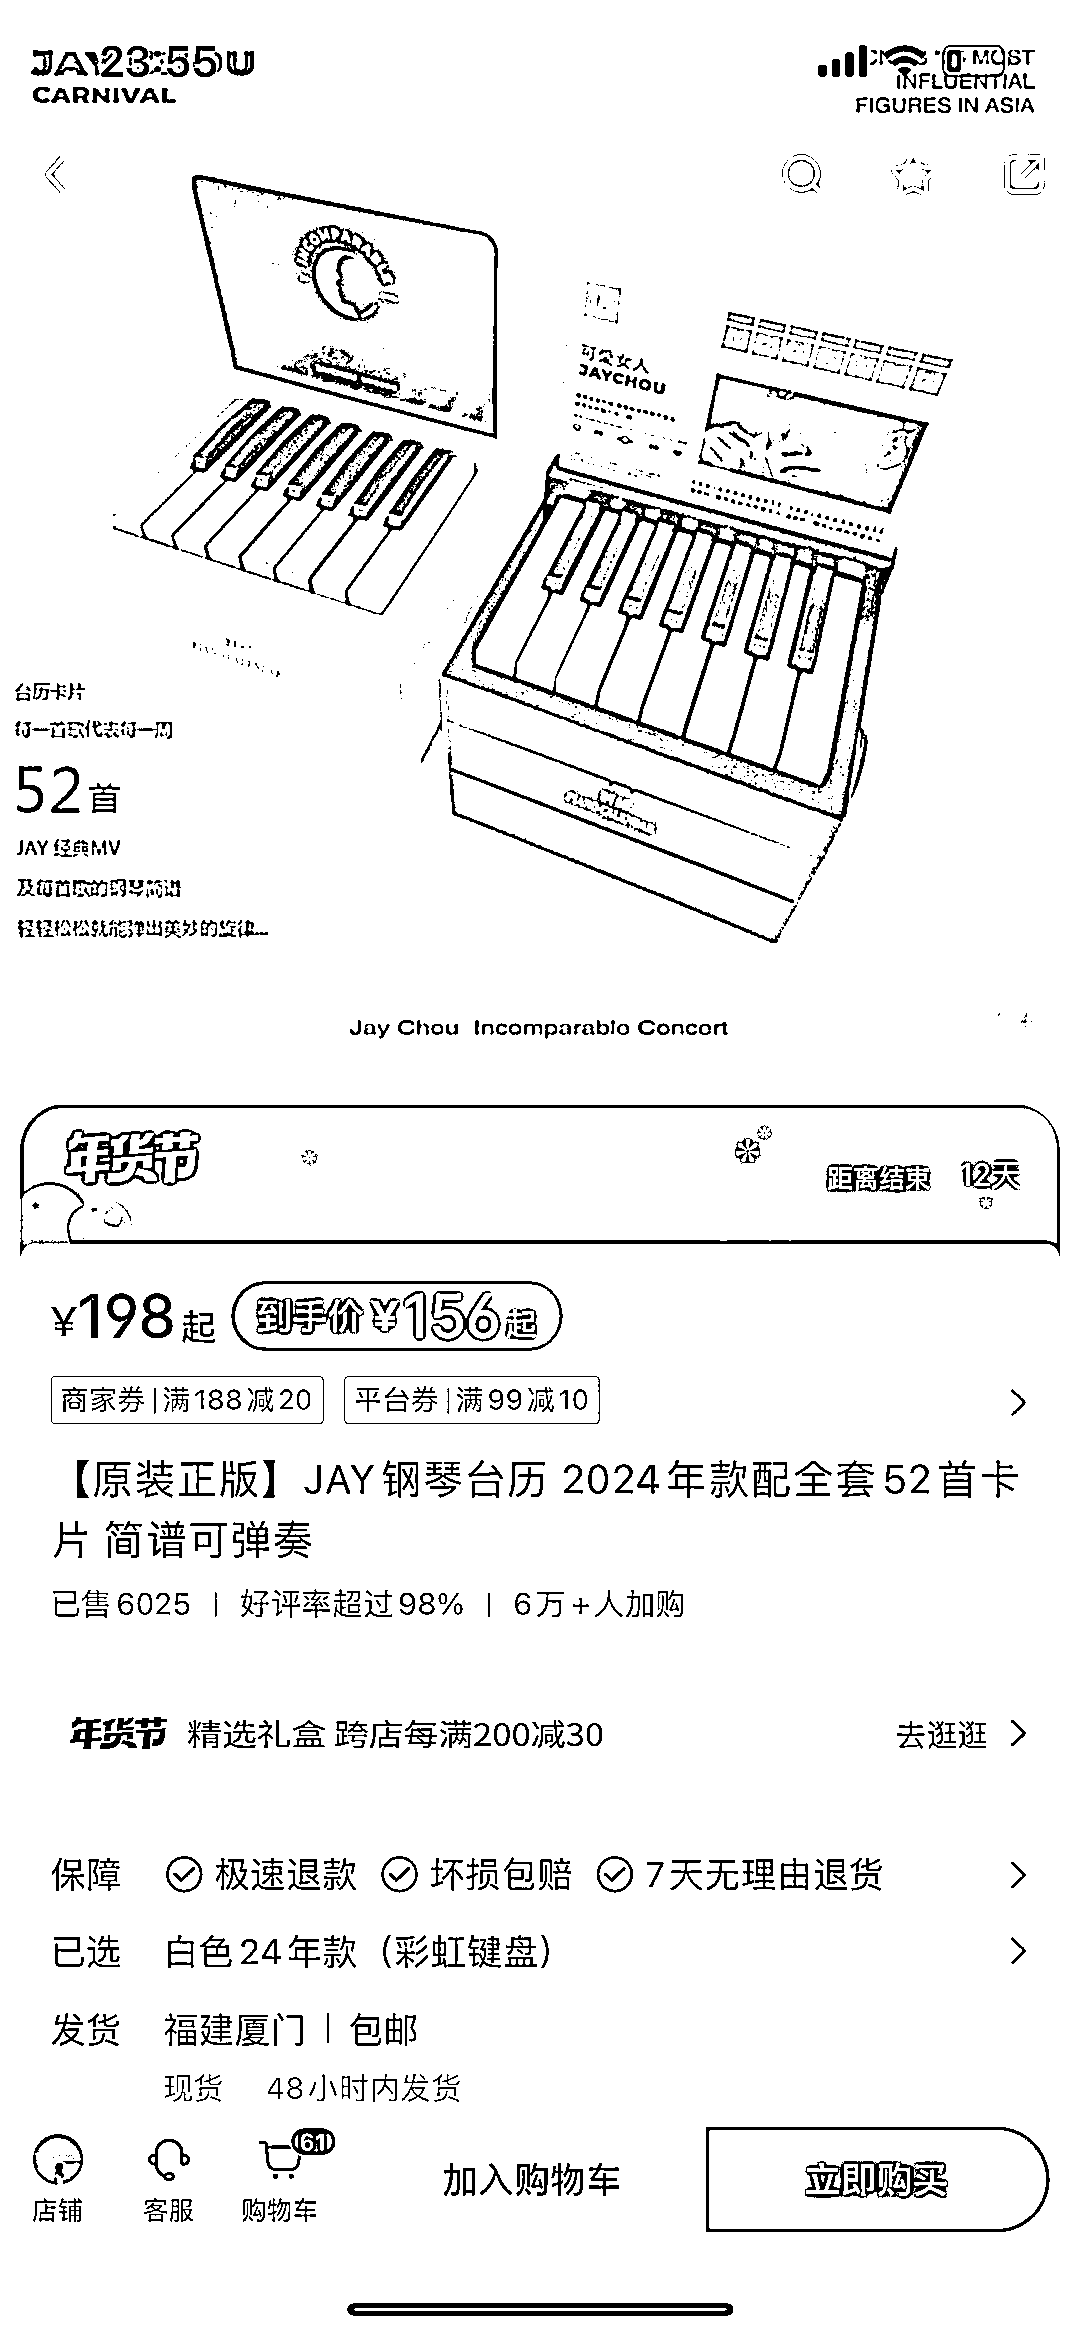 23:55
CARNIVAL
MOST
INFLUENTIAL
FIGURES IN ASIA
INCOMPARABLE
可爱女人
JAYCHOU
台历卡片
每一首歌代表每一周
52首
JAY 经典MV
及每首歌的钢琴简谱
轻轻松松就能弹出美妙的旋律...
Jay Chou Incomparable Concert
年货节
距离结束 12天
¥198起 到手价¥156起
商家券|满188减20 平台券|满99减10
【原装正版】JAY钢琴台历 2024年款配全套52首卡
片 简谱可弹奏
已售6025 | 好评率超过98% | 6万+人加购
年货节 精选礼盒 跨店每满200减30 去逛逛
保障 极速退款 坏损包赔 7天无理由退货
已选 白色24年款（彩虹键盘）
发货 福建厦门 | 包邮
现货 48小时内发货
61
店铺 客服 购物车 加入购物车 立即购买